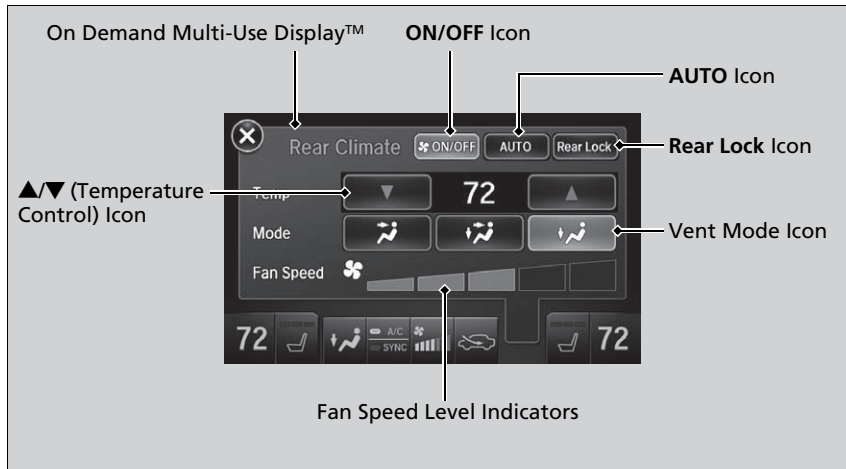 On Demand Multi-Use Display™
ON/OFF Icon
AUTO Icon
Rear Climate ON/OFF AUTO Rear Lock
Rear Lock Icon
▲/▼ (Temperature
Control) Icon
Temp ▼ 72 ▲
Mode
Vent Mode Icon
Fan Speed
72 A/C 72
SYNC
Fan Speed Level Indicators